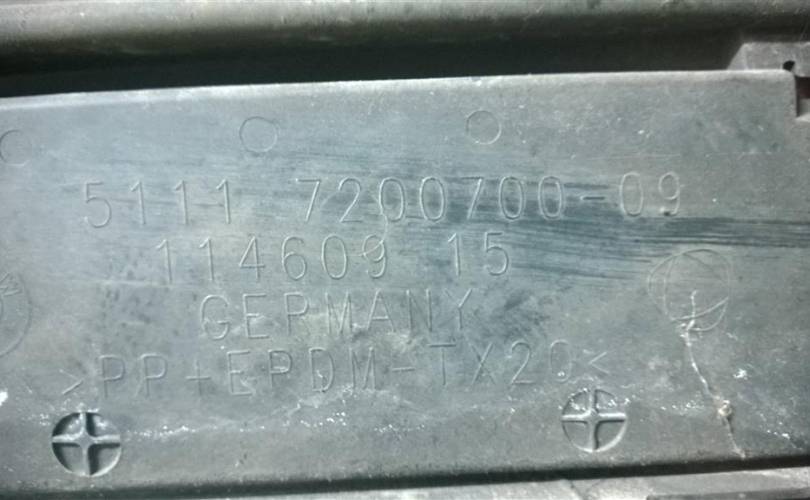 5111 7200700-09
114609 15
GERMANY
>PP+EPDM-TX20<